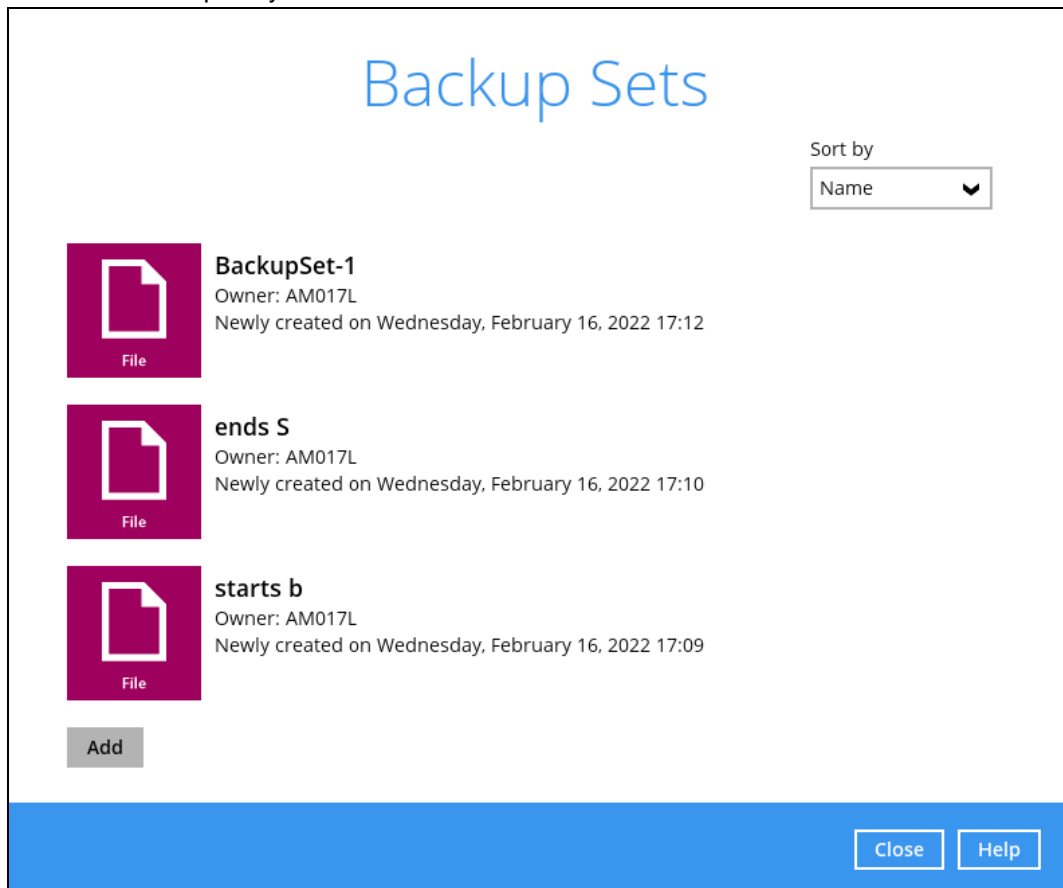 Backup Sets
Sort by
Name
BackupSet-1
Owner: AM017L
Newly created on Wednesday, February 16, 2022 17:12
File
ends S
Owner: AM017L
Newly created on Wednesday, February 16, 2022 17:10
File
starts b
Owner: AM017L
Newly created on Wednesday, February 16, 2022 17:09
File
Add
Close Help